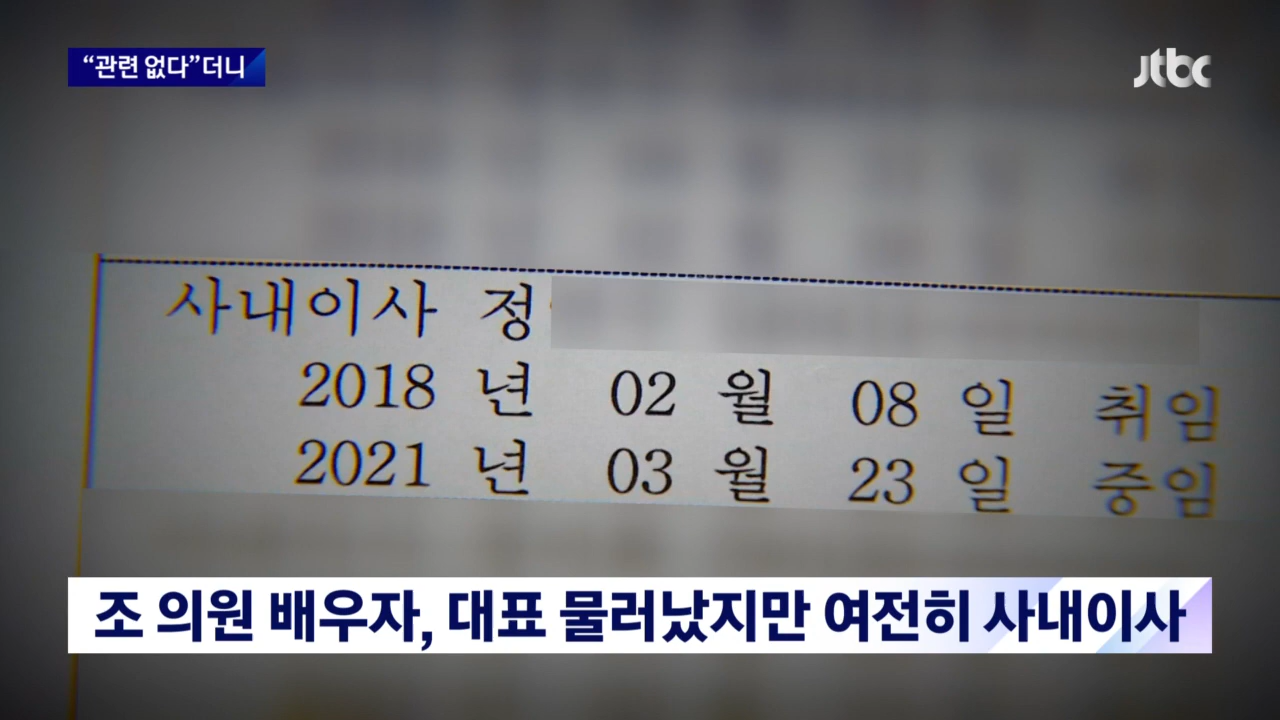 “관련 없다”더니
jtbc
사내이사 정
2018 년 02 월 08 일 취임
2021 년 03 월 23 일 중임
조 의원 배우자, 대표 물러났지만 여전히 사내이사